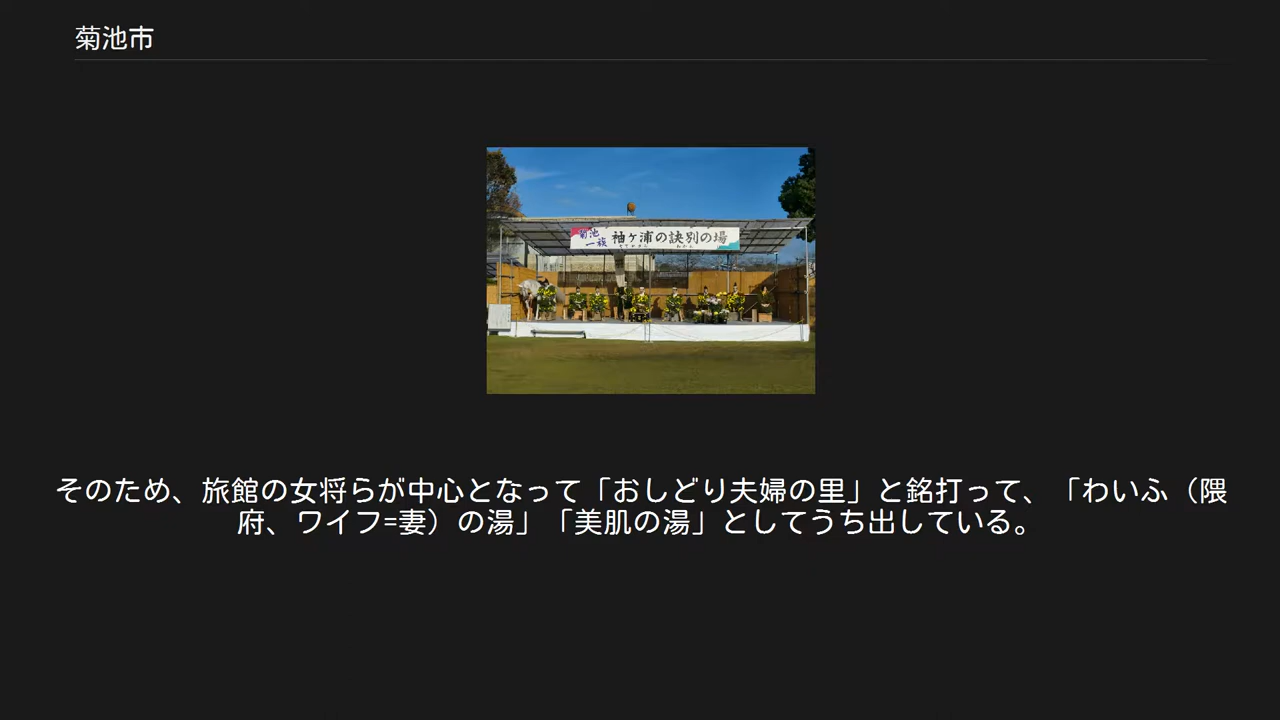 菊池市
菊池
一族
袖ヶ浦の訣別の場
そのため、旅館の女将らが中心となって「おしどり夫婦の里」と銘打って、「わいふ（隈
府、ワイフ=妻）の湯」「美肌の湯」としてうち出している。